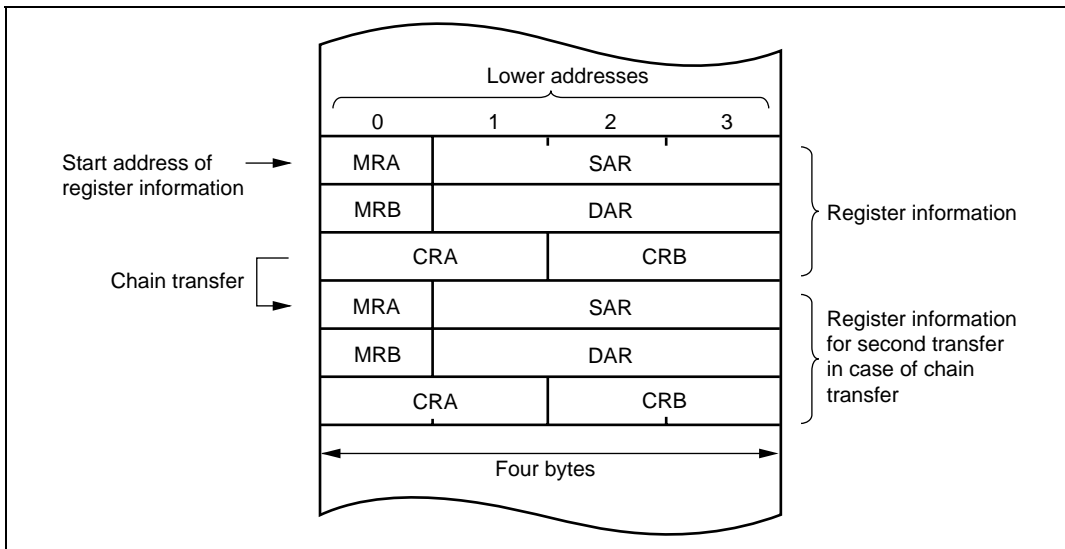 Lower addresses
0 1 2 3
Start address of
register information
MRA SAR
MRB DAR
CRA CRB
Register information
Chain transfer
MRA SAR
MRB DAR
CRA CRB
Register information
for second transfer
in case of chain
transfer
Four bytes